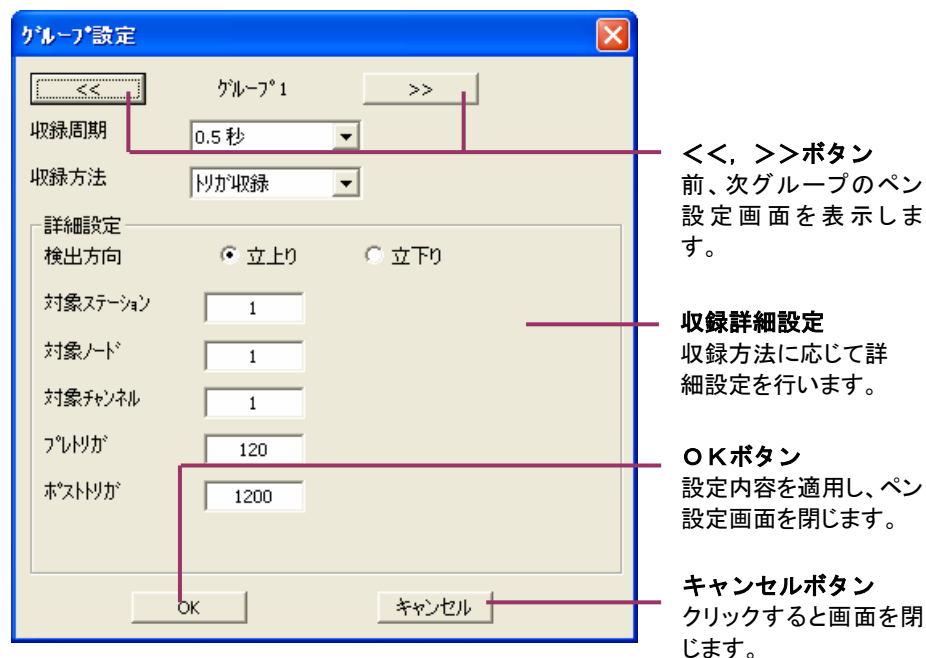 ｸﾞﾙｰﾌﾟ設定
<<
ｸﾞﾙｰﾌﾟ1
>>
収録周期
0.5 秒
収録方法
ﾄﾘｶﾞ収録
詳細設定
検出方向
立上り
立下り
対象ｽﾃｰｼｮﾝ
1
対象ﾉｰﾄﾞ
1
対象ﾁｬﾝﾈﾙ
1
ﾌﾟﾚﾄﾘｶﾞ
120
ﾎﾟｽﾄﾄﾘｶﾞ
1200
OK
ｷｬﾝｾﾙ
＜＜，＞＞ボタン
前、次グループのペン
設定画面を表示しま
す。
収録詳細設定
収録方法に応じて詳
細設定を行います。
ＯＫボタン
設定内容を適用し、ペン
設定画面を閉じます。
キャンセルボタン
クリックすると画面を閉
じます。